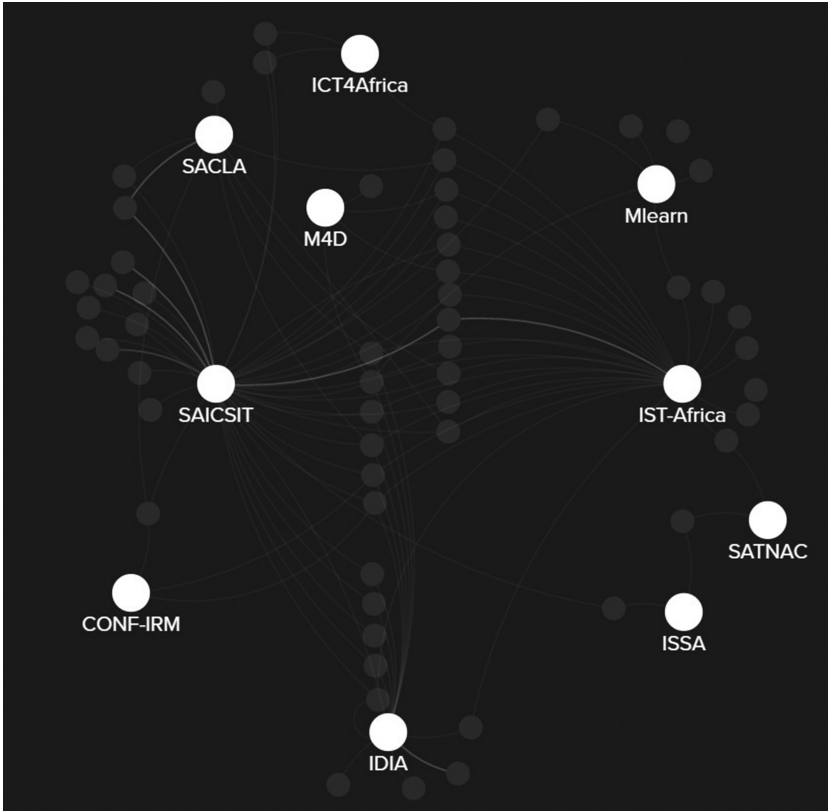 ICT4Africa
SACLA
Mlearn
M4D
SAICSIT
IST-Africa
SATNAC
CONF-IRM
ISSA
IDIA